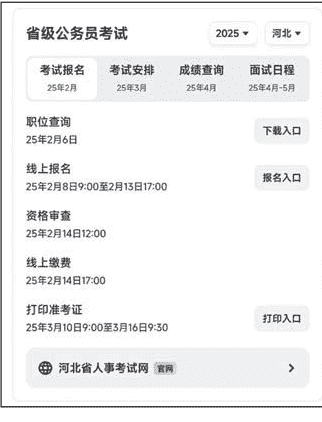 省级公务员考试
2025 河北
考试报名 考试安排 成绩查询 面试日程
25年2月 25年3月 25年4月 25年4月-5月
职位查询
25年2月6日
下载入口
线上报名
25年2月8日9:00至2月13日17:00
报名入口
资格审查
25年2月14日12:00
线上缴费
25年2月14日17:00
打印准考证
25年3月10日9:00至3月16日9:30
打印入口
河北省人事考试网 官网